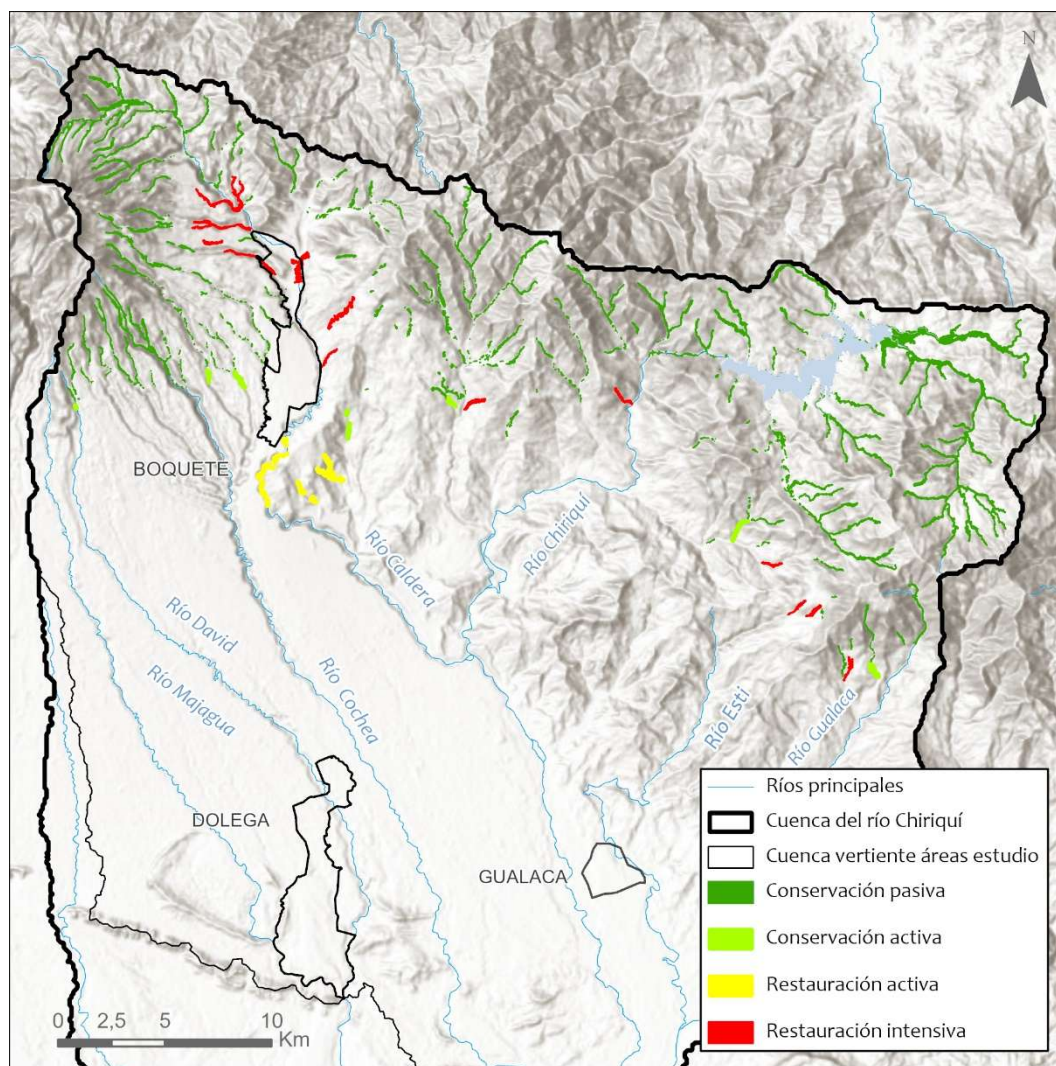 N
BOQUETE
Río Caldera
Río Chiriquí
Río David
Río Majagua
Río Cochea
Río Esti
Río Gualaca
DOLEGA
GUALACA
Ríos principales
Cuenca del río Chiriquí
Cuenca vertiente áreas estudio
Conservación pasiva
Conservación activa
Restauración activa
Restauración intensiva
0 2,5 5 10
Km